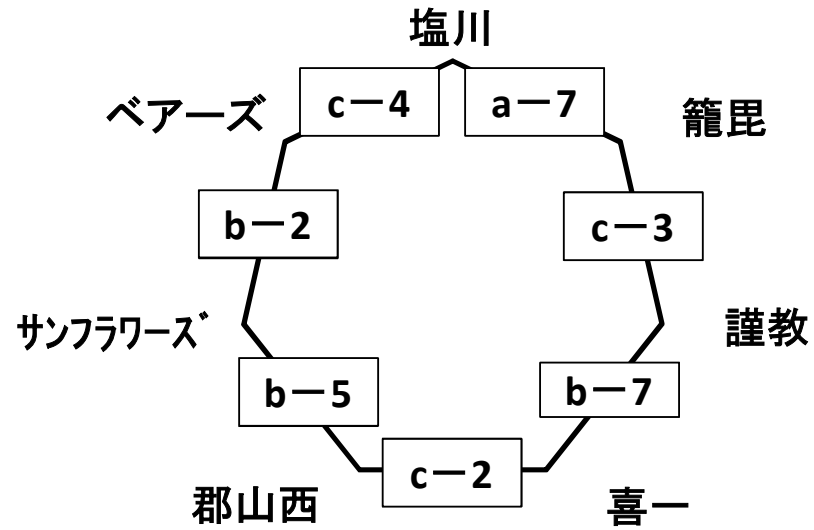 塩川
c－4
a－7
ベアーズ
籠毘
b－2
c－3
サンフラワーズ
謹教
b－5
b－7
c－2
郡山西
喜一